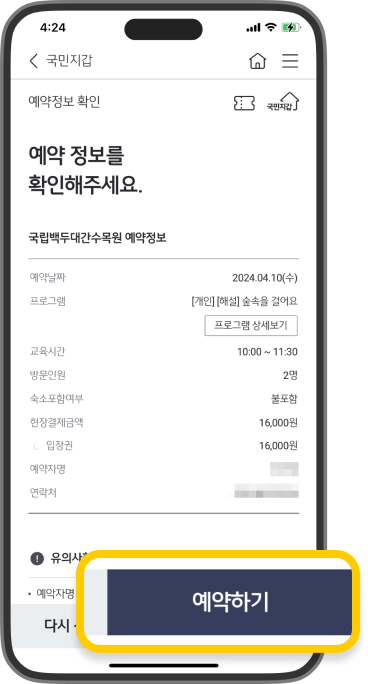 4:24
국민지갑
예약정보 확인
국민지갑
예약 정보를
확인해주세요.
국립백두대간수목원 예약정보
예약날짜 2024.04.10(수)
프로그램 [개인] [해설] 숲속을 걸어요
프로그램 상세보기
교육시간 10:00 ~ 11:30
방문인원 2명
숙소포함여부 불포함
현장결제금액 16,000원
입장권 16,000원
예약자명
연락처
유의사
• 예약자명
다시
예약하기